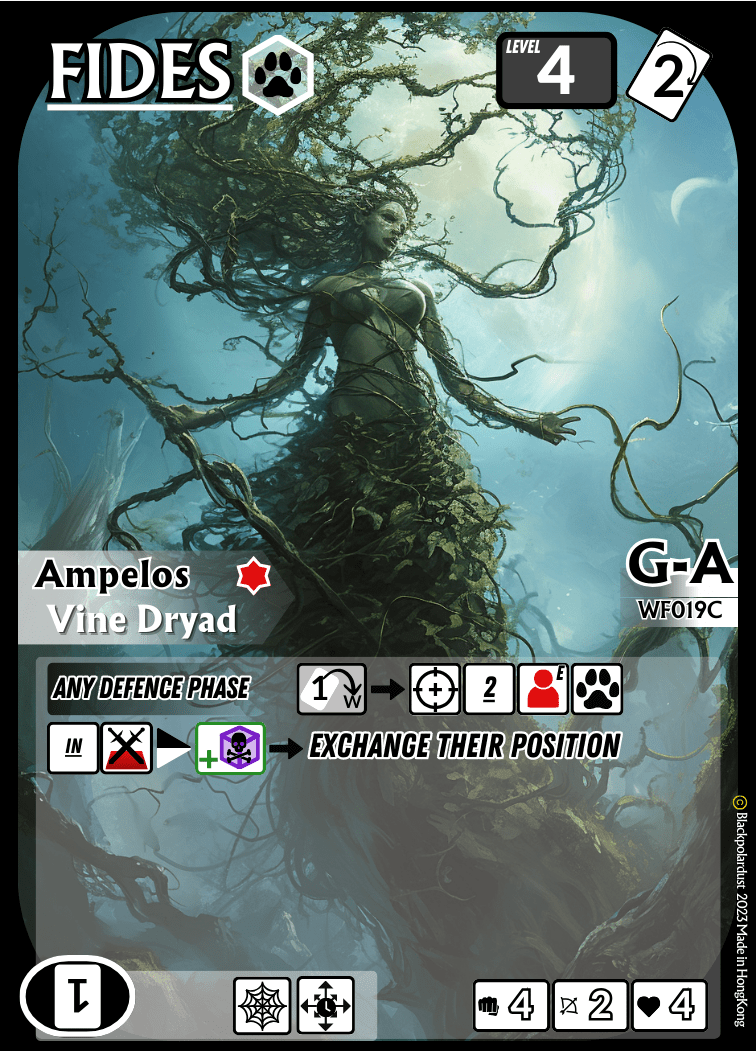 FIDES
LEVEL
4
2
Ampelos
Vine Dryad
G-A
WF019C
ANY DEFENCE PHASE
1 W
2
E
IN
+
EXCHANGE THEIR POSITION
© Blackpolardust 2023 Made in HongKong
1
4
2
4